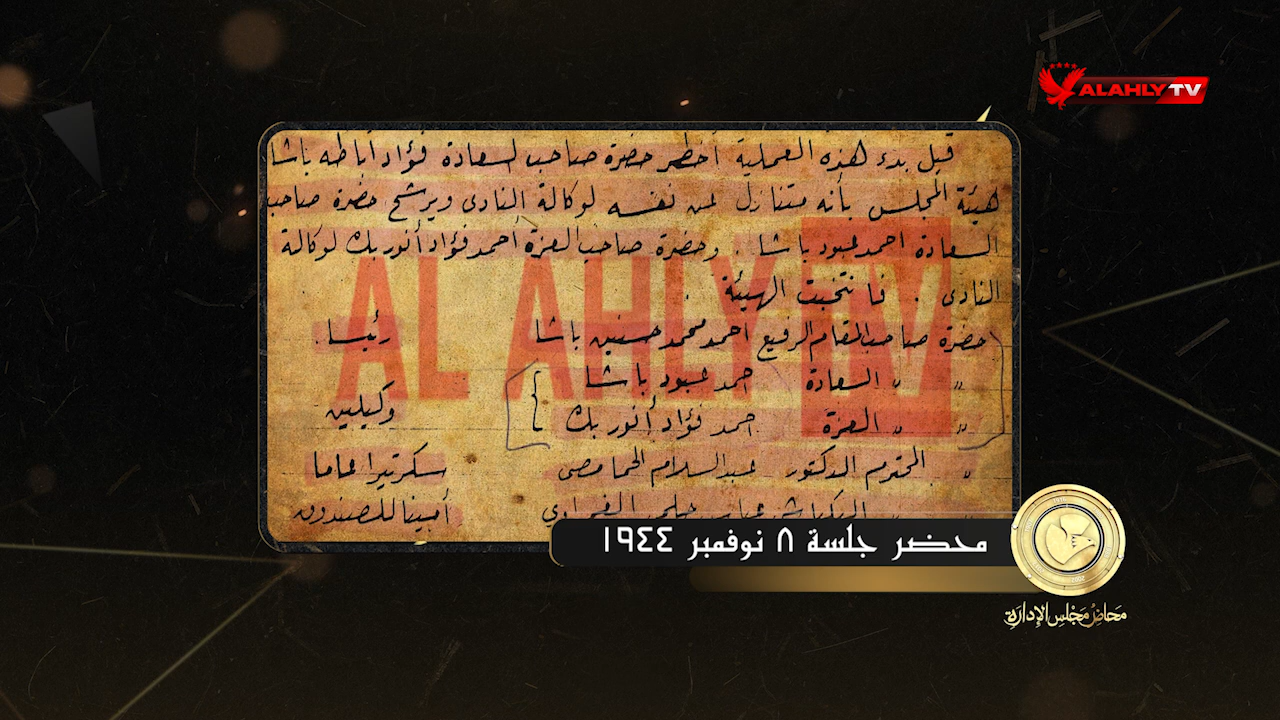 ALAHLY TV
قبل بدء هذه العملية أخطر حضرة صاحب السعادة فؤاد أباظه باشا
هيئة المجلس بأنه متنازل عن نفسه لوكالة النادى ويرشح حضرة صاحب
السعادة احمد عبود باشا . وحضرة صاحب العزة أحمد فؤاد أنور بك لوكالة
النادى . فانتخبت الهيئة
حضرة صاحب المقام الرفيع احمد محمد حسنين باشا رئيسا .
" " السعادة احمد عبود باشا
" " العزة احمد فؤاد أنور بك وكيلين
" المحترم الدكتور عبد السلام الحمامصى سكرتيرا عاما
أمينا للصندوق
AL AHLY TV
محضر جلسة ٨ نوفمبر ١٩٤٤
محاضر مجلس الإدارة